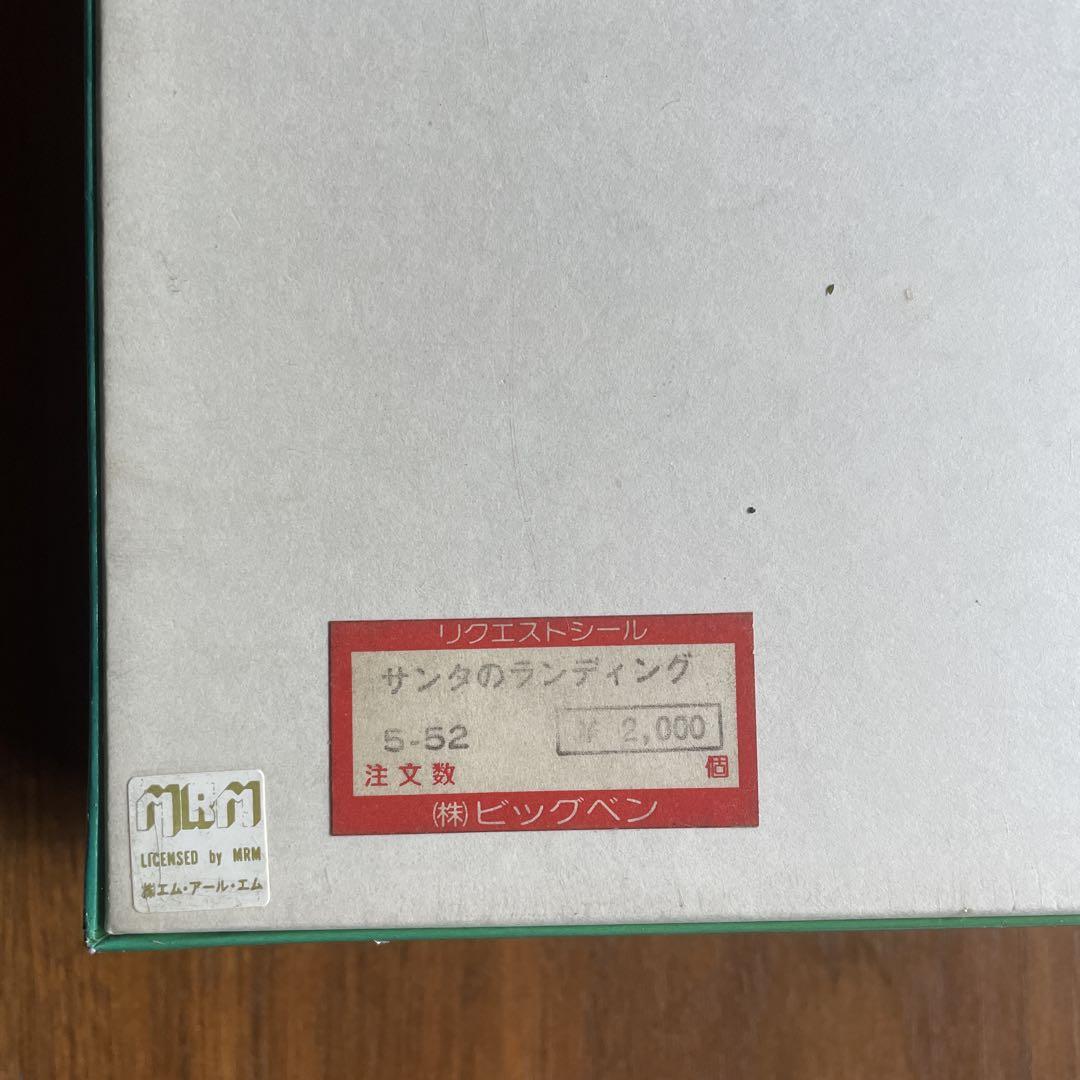 リクエストシール
サンタのランディング
5-52
¥ 2,000
注文数 個
(株)ビッグベン
MRM
LICENSED by MRM
株エム・アール・エム